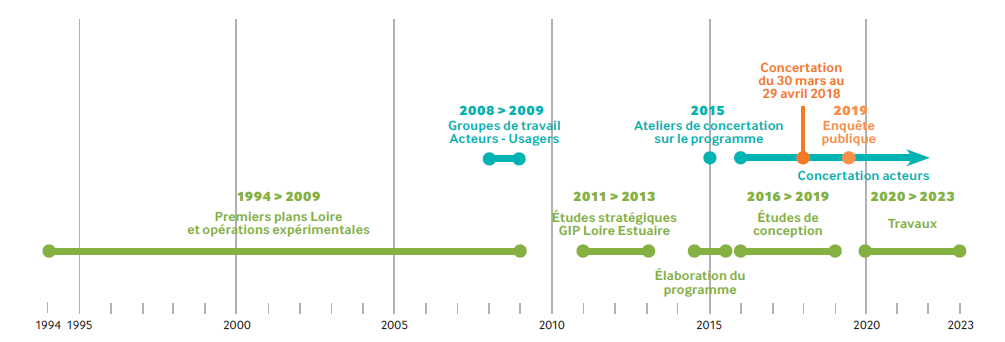 Concertation
du 30 mars au
29 avril 2018
2008 > 2009
Groupes de travail
Acteurs - Usagers
2015
Ateliers de concertation
sur le programme
2019
Enquête
publique
Concertation acteurs
1994 > 2009
Premiers plans Loire
et opérations expérimentales
2011 > 2013
Études stratégiques
GIP Loire Estuaire
2016 > 2019
Études de
conception
2020 > 2023
Travaux
Élaboration du
programme
1994 1995 2000 2005 2010 2015 2020 2023